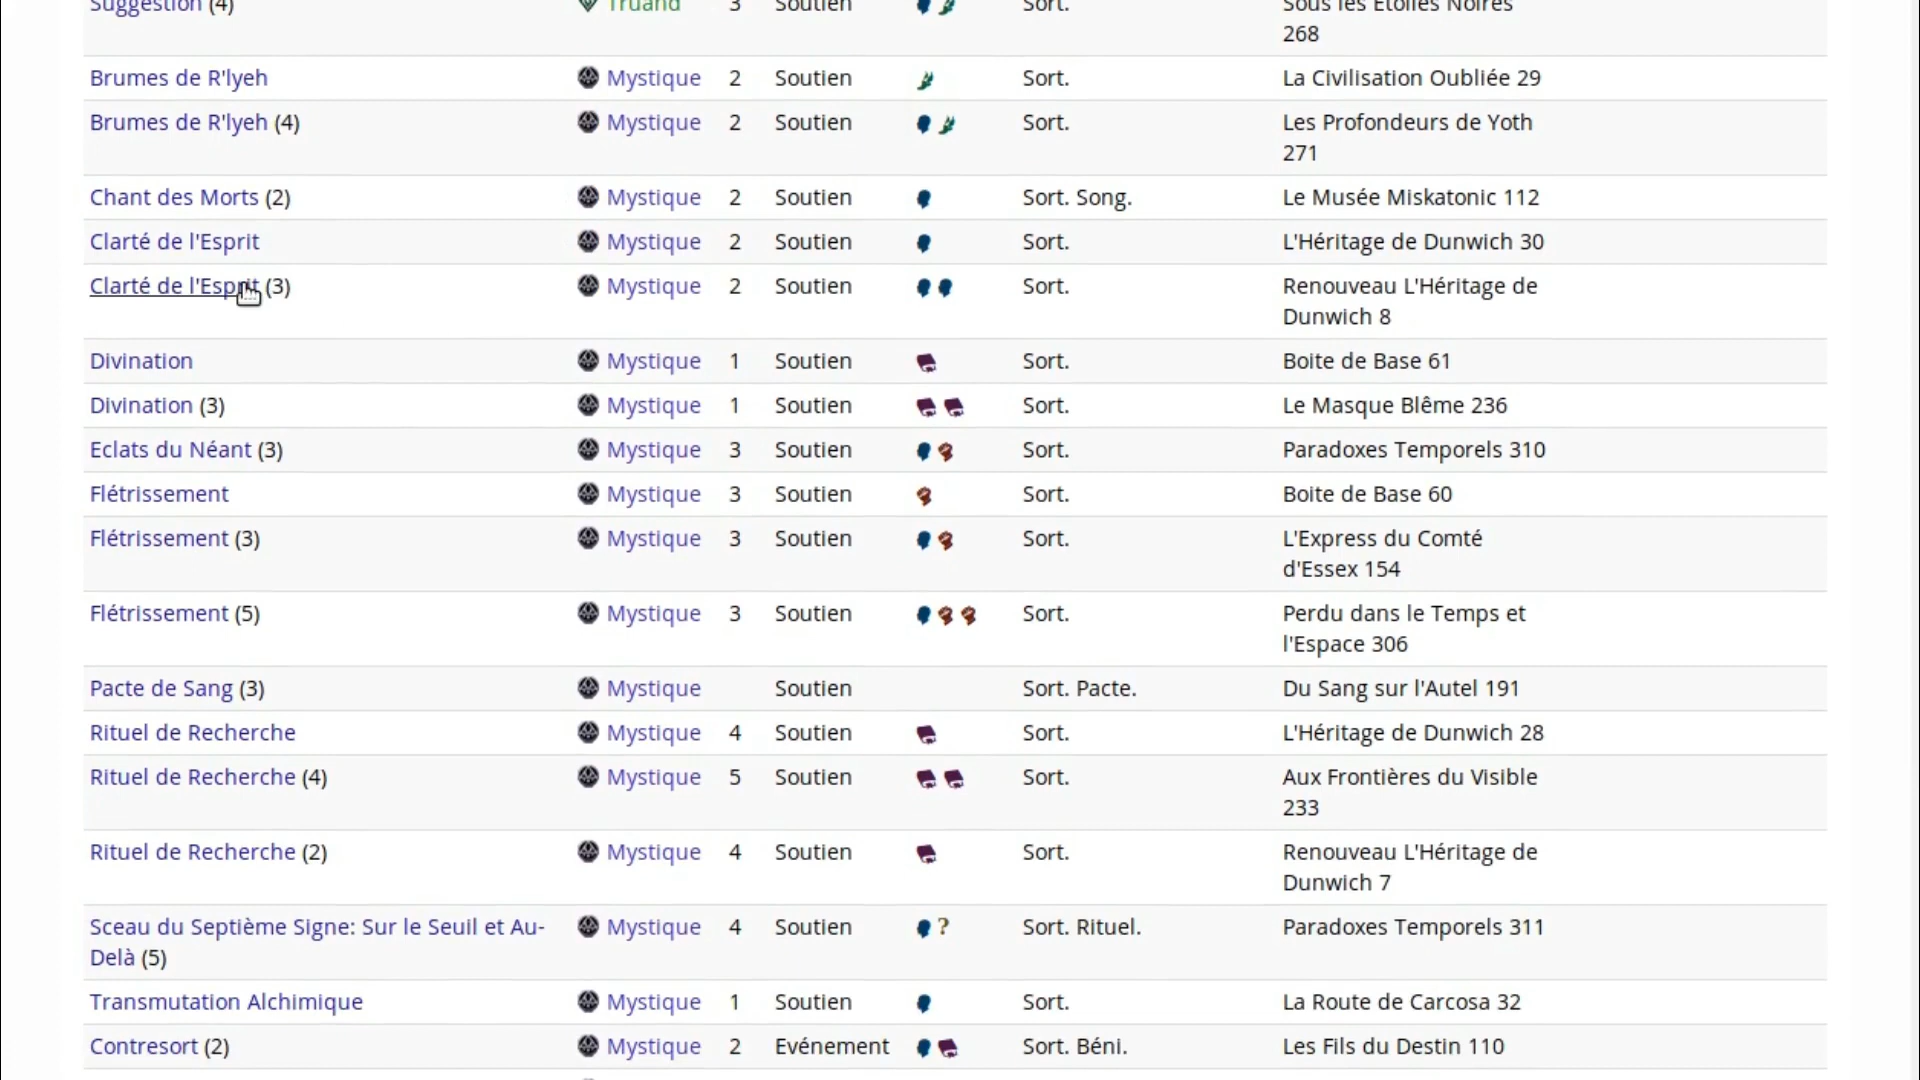 Suggestion (4) Truand 3 Soutien Sort. Sous les Etoiles Noires
268
Brumes de R'lyeh Mystique 2 Soutien Sort. La Civilisation Oubliée 29
Brumes de R'lyeh (4) Mystique 2 Soutien Sort. Les Profondeurs de Yoth
271
Chant des Morts (2) Mystique 2 Soutien Sort. Song. Le Musée Miskatonic 112
Clarté de l'Esprit Mystique 2 Soutien Sort. L'Héritage de Dunwich 30
Clarté de l'Esprit (3) Mystique 2 Soutien Sort. Renouveau L'Héritage de
Dunwich 8
Divination Mystique 1 Soutien Sort. Boite de Base 61
Divination (3) Mystique 1 Soutien Sort. Le Masque Blême 236
Eclats du Néant (3) Mystique 3 Soutien Sort. Paradoxes Temporels 310
Flétrissement Mystique 3 Soutien Sort. Boite de Base 60
Flétrissement (3) Mystique 3 Soutien Sort. L'Express du Comté
d'Essex 154
Flétrissement (5) Mystique 3 Soutien Sort. Perdu dans le Temps et
l'Espace 306
Pacte de Sang (3) Mystique Soutien Sort. Pacte. Du Sang sur l'Autel 191
Rituel de Recherche Mystique 4 Soutien Sort. L'Héritage de Dunwich 28
Rituel de Recherche (4) Mystique 5 Soutien Sort. Aux Frontières du Visible
233
Rituel de Recherche (2) Mystique 4 Soutien Sort. Renouveau L'Héritage de
Dunwich 7
Sceau du Septième Signe: Sur le Seuil et Au- Mystique 4 Soutien ? Sort. Rituel. Paradoxes Temporels 311
Delà (5)
Transmutation Alchimique Mystique 1 Soutien Sort. La Route de Carcosa 32
Contresort (2) Mystique 2 Evénement Sort. Béni. Les Fils du Destin 110